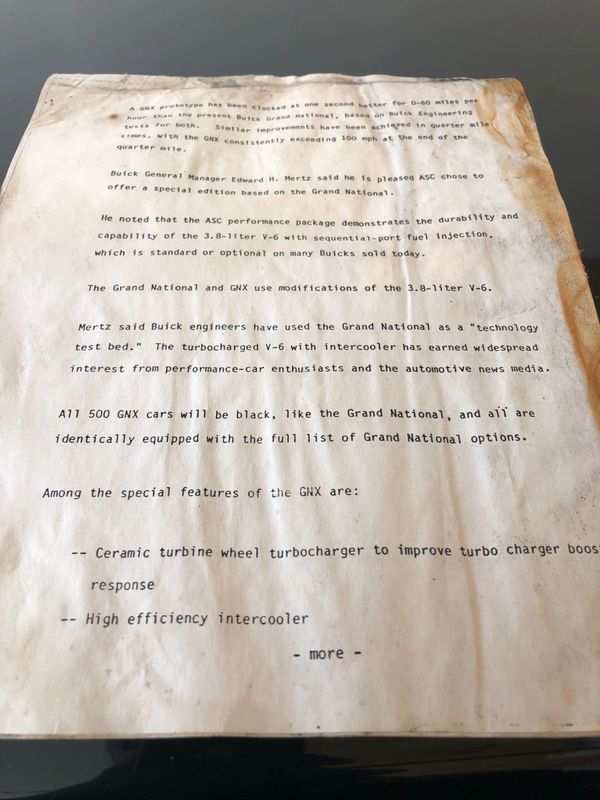 A GNX prototype has been clocked at one second better for 0-60 miles per
hour than the present Buick Grand National, based on Buick Engineering
tests for both. Similar improvements have been achieved in quarter mile
times, with the GNX consistently exceeding 100 mph at the end of the
quarter mile.
Buick General Manager Edward H. Mertz said he is pleased ASC chose to
offer a special edition based on the Grand National.
He noted that the ASC performance package demonstrates the durability and
capability of the 3.8-liter V-6 with sequential-port fuel injection,
which is standard or optional on many Buicks sold today.
The Grand National and GNX use modifications of the 3.8-liter V-6.
Mertz said Buick engineers have used the Grand National as a "technology
test bed." The turbocharged V-6 with intercooler has earned widespread
interest from performance-car enthusiasts and the automotive news media.
All 500 GNX cars will be black, like the Grand National, and all are
identically equipped with the full list of Grand National options.
Among the special features of the GNX are:
-- Ceramic turbine wheel turbocharger to improve turbo charger boos
response
-- High efficiency intercooler
- more -